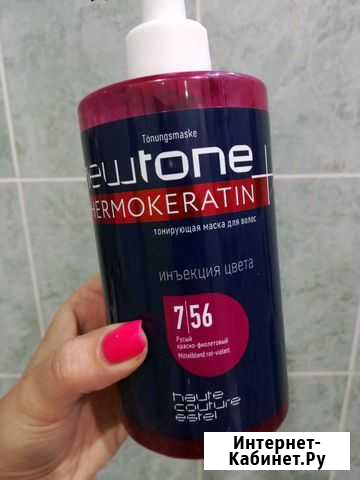 Tönungsmaske
ewtone+
HERMOKERATIN
тонирующая маска для волос
инъекция цвета
7|56
Русый
красно-фиолетовый
Mittelblond rot-violett
haute
couture
estel
Интернет-
Кабинет.Ру